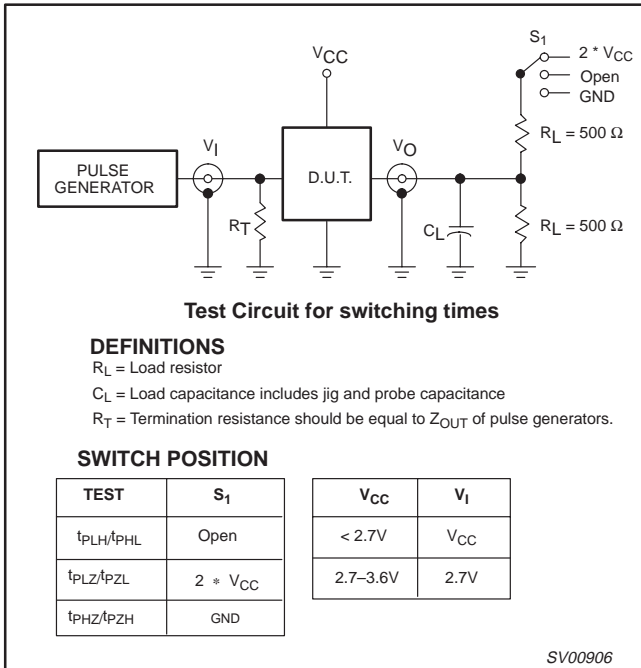 S1
2 * VCC
Open
GND
VCC
RL = 500 Ω
VI
VO
PULSE
GENERATOR
D.U.T.
RT
CL
RL = 500 Ω
Test Circuit for switching times
DEFINITIONS
RL = Load resistor
CL = Load capacitance includes jig and probe capacitance
RT = Termination resistance should be equal to ZOUT of pulse generators.
SWITCH POSITION
TEST S1
tPLH/tPHL Open
tPLZ/tPZL 2 * VCC
tPHZ/tPZH GND
VCC VI
< 2.7V VCC
2.7–3.6V 2.7V
SV00906